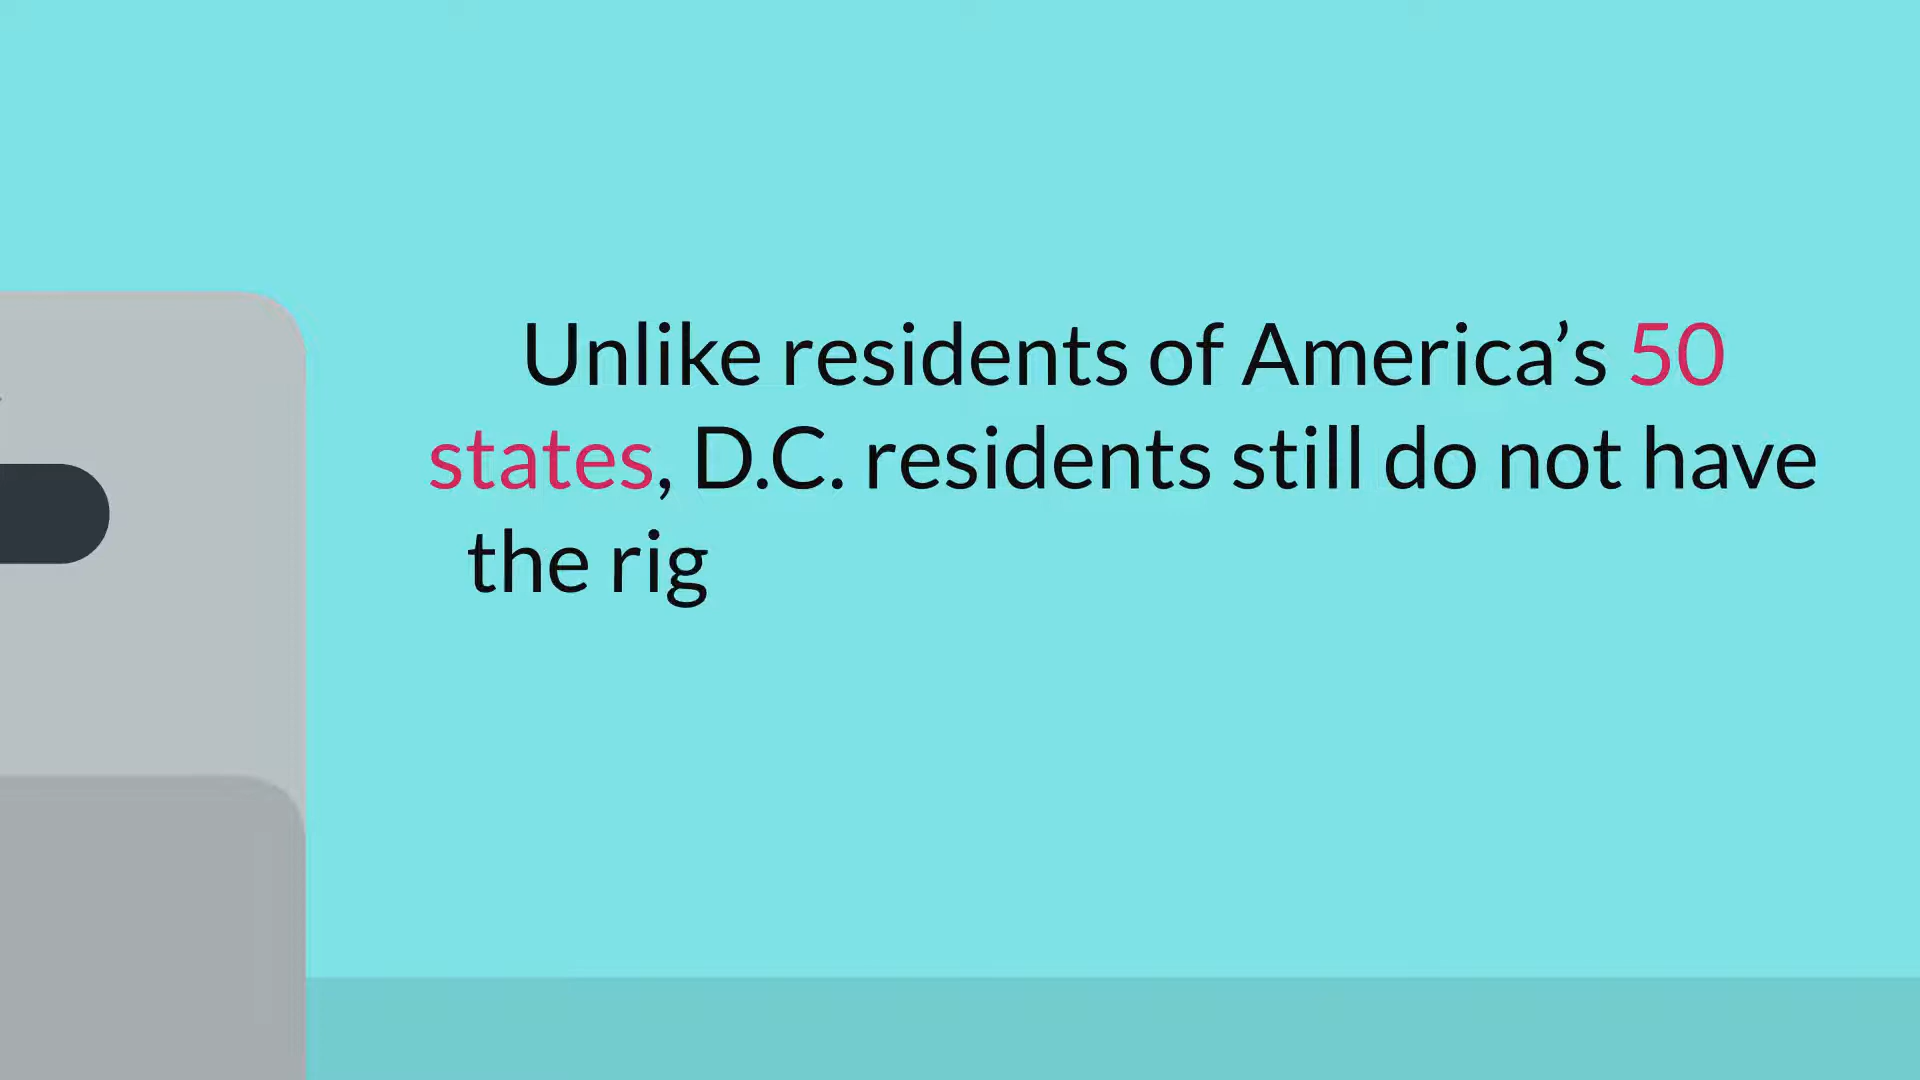 Unlike residents of America’s 50
states, D.C. residents still do not have
the rig